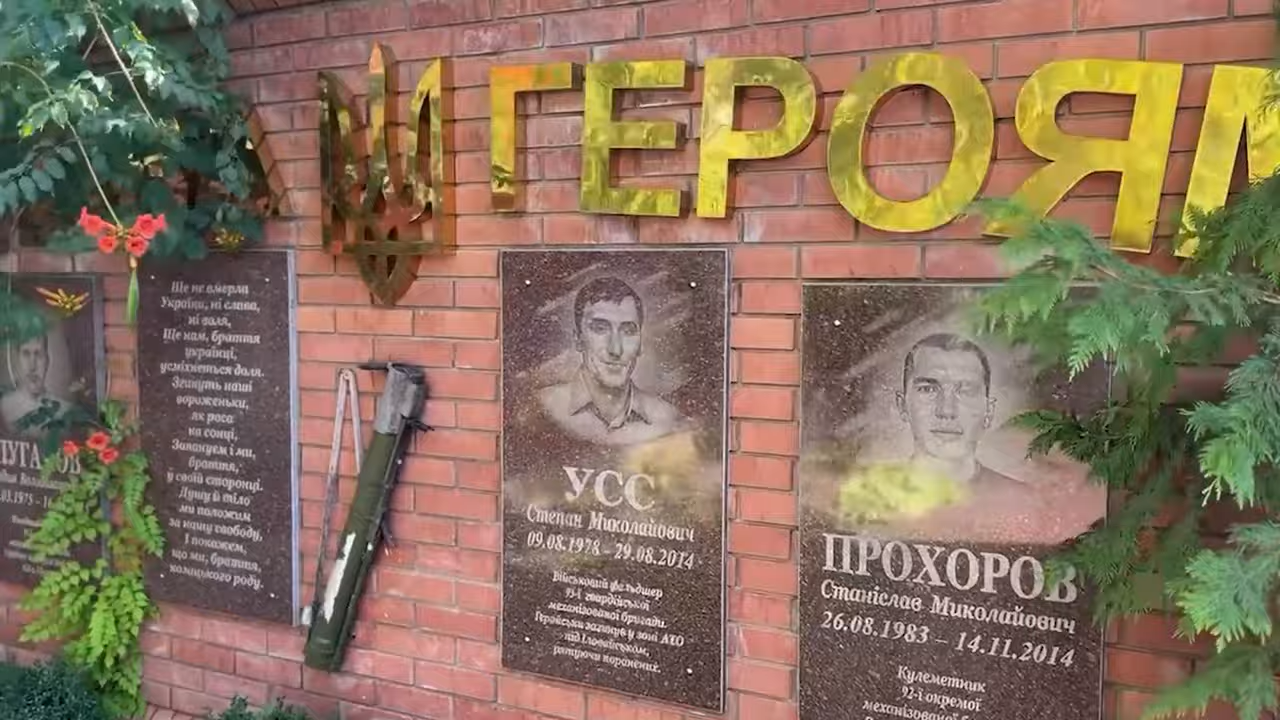 ГЕРОЯМ
Ще не вмерла
України, ні слава,
ні воля,
Ще нам, браття
українці,
усміхнеться доля.
Згинуть наші
вороженьки,
як роса
на сонці,
Запануєм і ми,
браття,
у своїй сторонці.
Душу й тіло
ми положим
за нашу свободу,
І покажем,
що ми, браття,
козацького роду.
УСС
Степан Миколайович
09.08.1978 - 29.08.2014
Військовий фельдшер
93-ї гвардійської
механізованої бригади.
Героїчно загинув у зоні АТО
під Іловайськом,
рятуючи поранених.
ПРОХОРОВ
Станіслав Миколайович
26.08.1983 – 14.11.2014
Кулеметник
92-ї окремої
механізованої